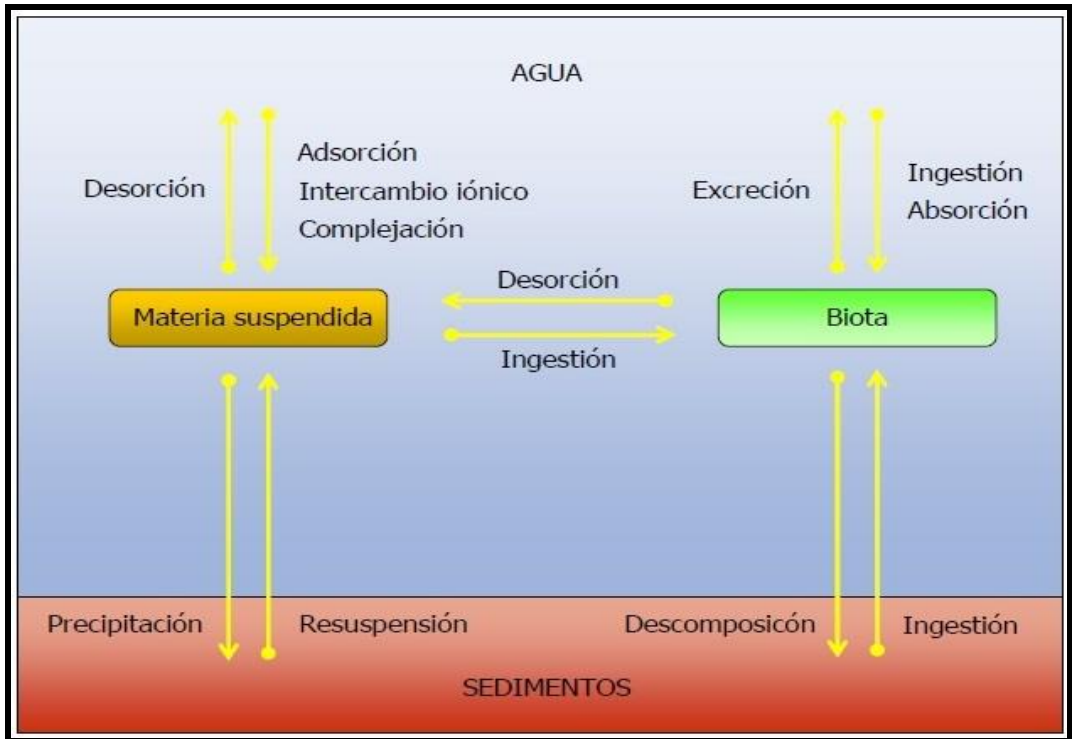 AGUA
Desorción
Adsorción
Intercambio iónico
Complejación
Excreción
Ingestión
Absorción
Desorción
Materia suspendida
Biota
Ingestión
Precipitación
Resuspensión
Descomposicón
Ingestión
SEDIMENTOS